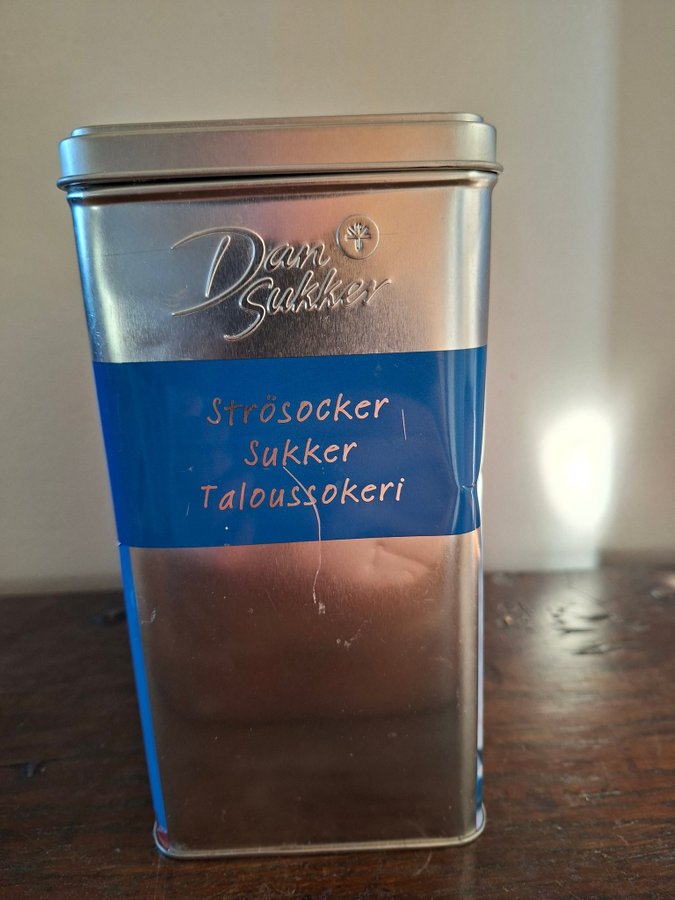 Dan
Sukker
Strösocker
Sukker
Taloussokeri